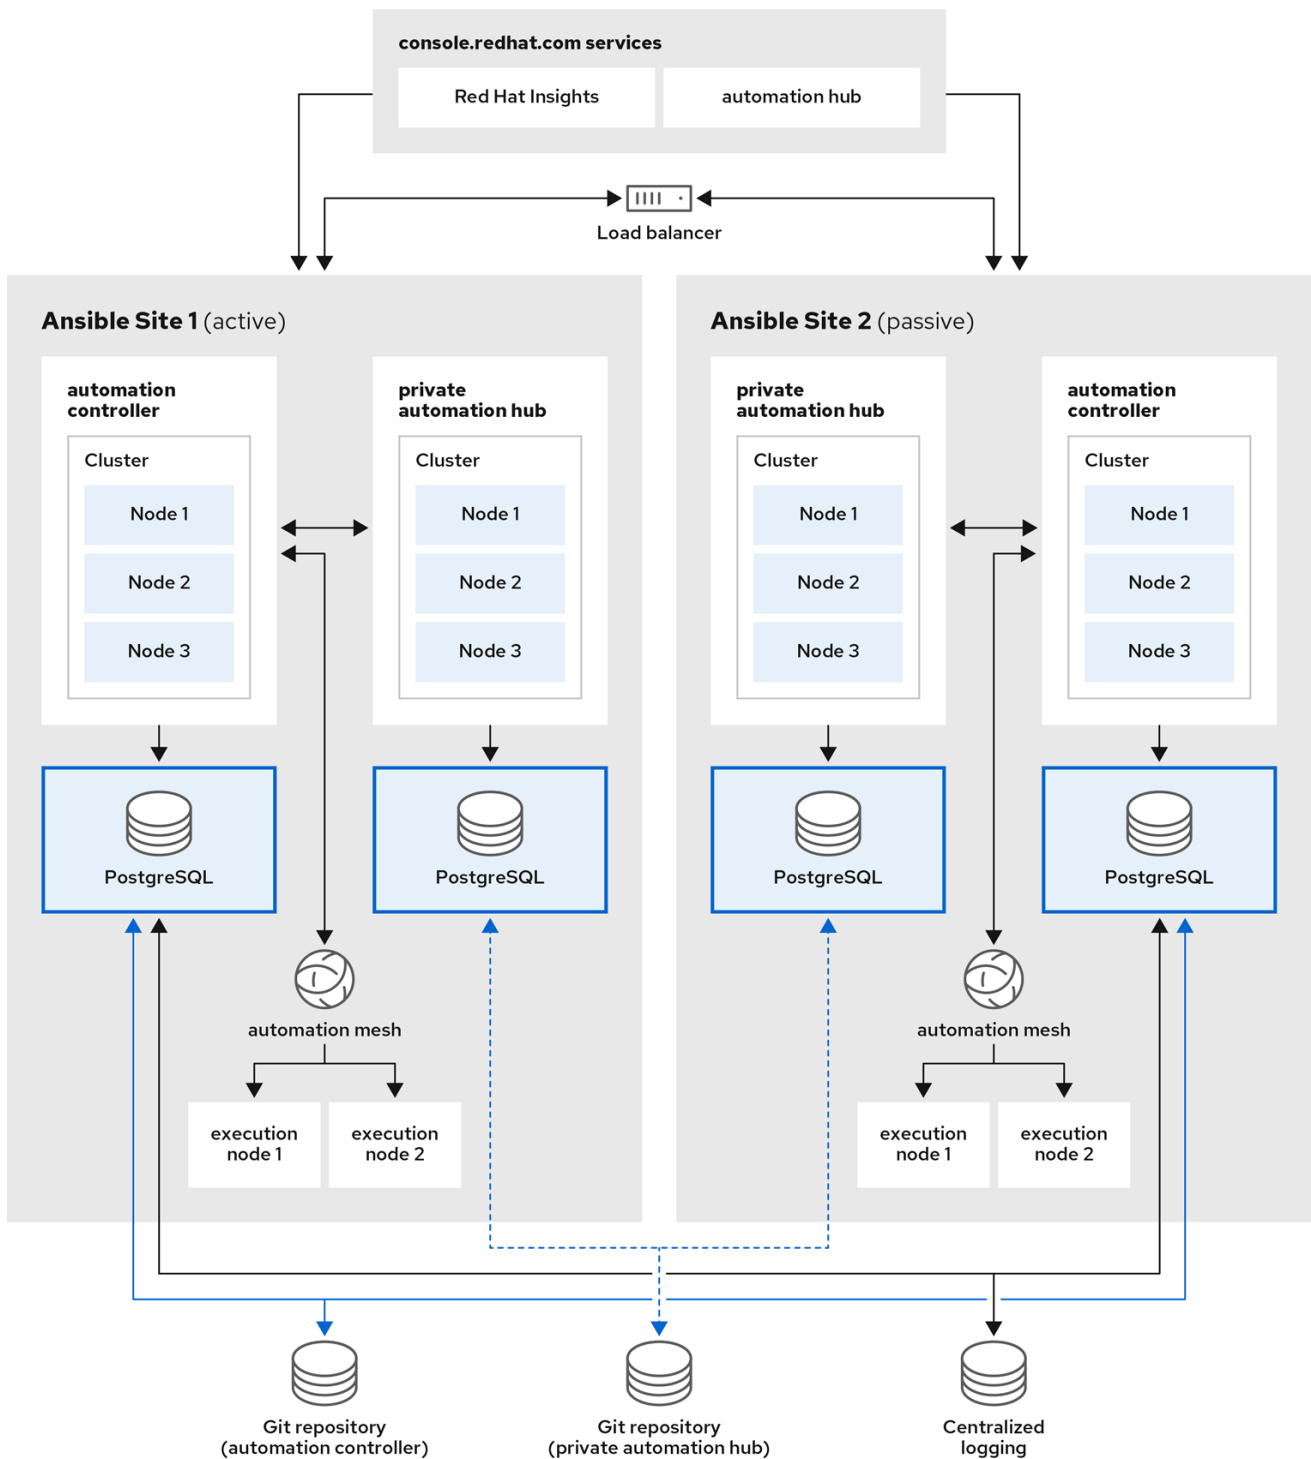 console.redhat.com services
Red Hat Insights
automation hub
Load balancer
Ansible Site 1 (active)
automation
controller
Cluster
Node 1
Node 2
Node 3
PostgreSQL
private
automation hub
Cluster
Node 1
Node 2
Node 3
PostgreSQL
automation mesh
execution
node 1
execution
node 2
Ansible Site 2 (passive)
private
automation hub
Cluster
Node 1
Node 2
Node 3
PostgreSQL
automation
controller
Cluster
Node 1
Node 2
Node 3
PostgreSQL
automation mesh
execution
node 1
execution
node 2
Git repository
(automation controller)
Git repository
(private automation hub)
Centralized
logging